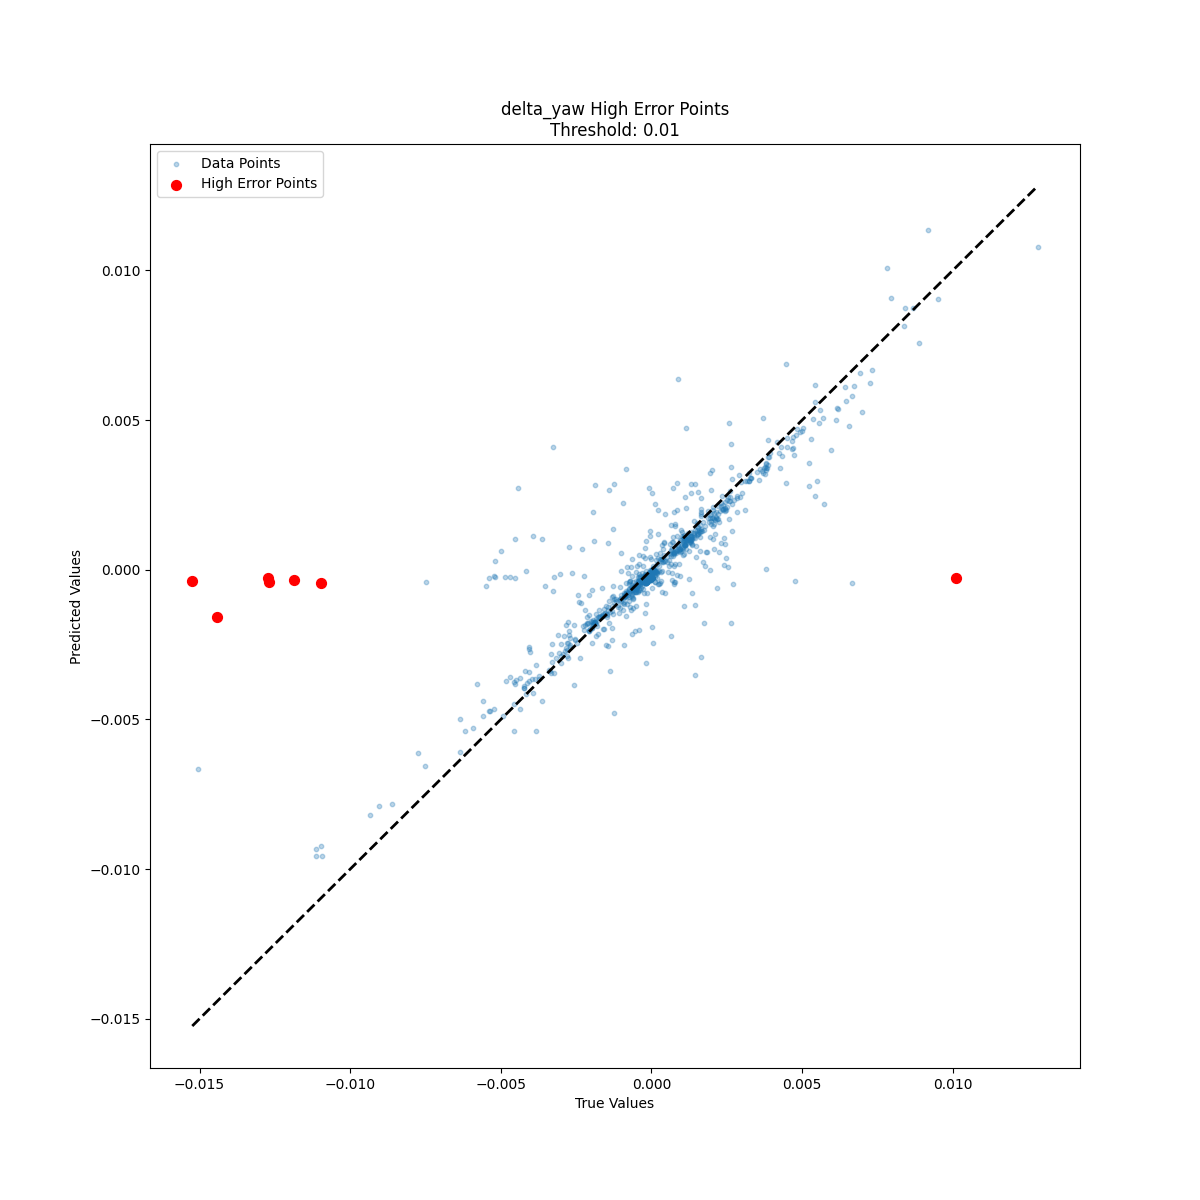 delta_yaw High Error Points
Threshold: 0.01
Data Points
High Error Points
0.010
0.005
0.000
−0.005
−0.010
−0.015
Predicted Values
−0.015
−0.010
−0.005
0.000
0.005
0.010
True Values